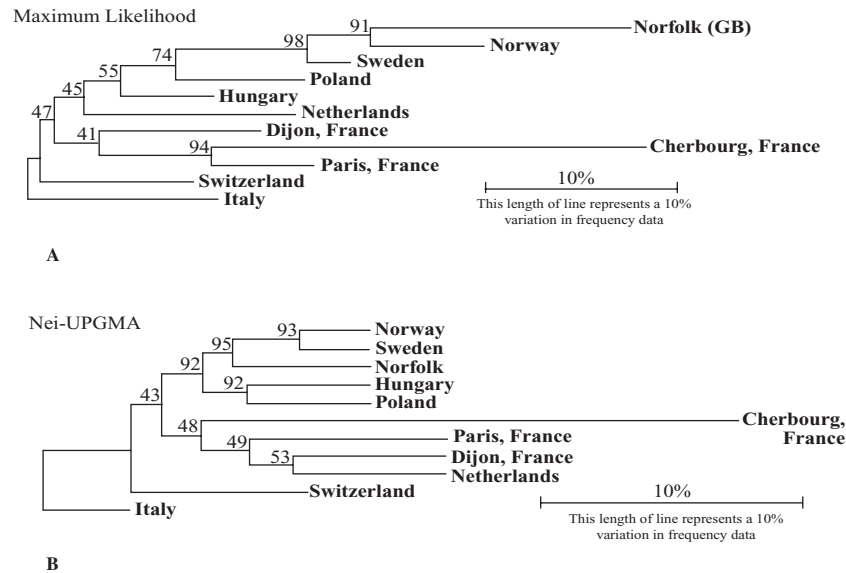 Maximum Likelihood
91
Norfolk (GB)
98
Norway
74
Sweden
55
Poland
45
Hungary
47
Netherlands
41
Dijon, France
94
Cherbourg, France
Paris, France
10%
Switzerland
This length of line represents a 10%
variation in frequency data
Italy
A
Nei-UPGMA
93
Norway
95
Sweden
92
Norfolk
92
Hungary
43
Poland
48
Cherbourg,
France
49
Paris, France
53
Dijon, France
Netherlands
10%
Switzerland
Italy
This length of line represents a 10%
variation in frequency data
B